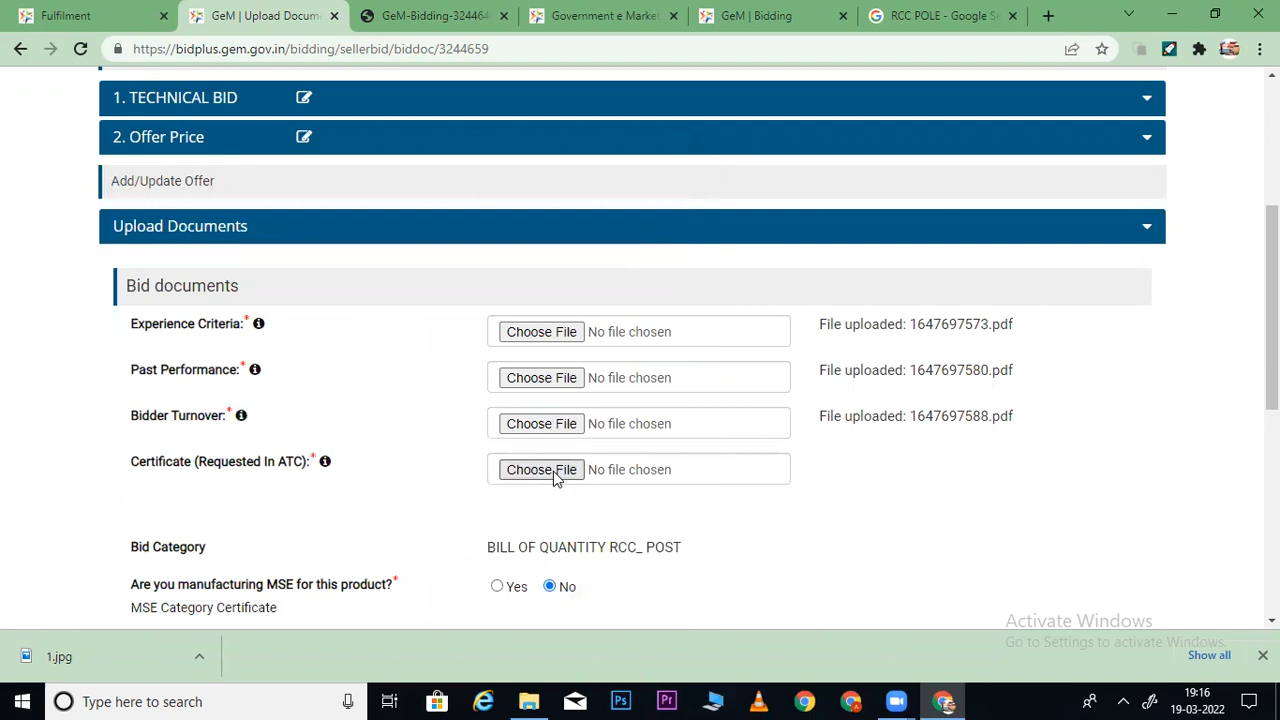 Fulfilment
GeM | Upload Docum
GeM-Bidding-324464
Government e Market
GeM | Bidding
RCC POLE - Google Se
https://bidplus.gem.gov.in/bidding/sellerbid/biddoc/3244659
1. TECHNICAL BID
2. Offer Price
Add/Update Offer
Upload Documents
Bid documents
Experience Criteria:* Choose File No file chosen File uploaded: 1647697573.pdf
Past Performance:* Choose File No file chosen File uploaded: 1647697580.pdf
Bidder Turnover:* Choose File No file chosen File uploaded: 1647697588.pdf
Certificate (Requested In ATC):* Choose File No file chosen
Bid Category BILL OF QUANTITY RCC_ POST
Are you manufacturing MSE for this product?* Yes No
MSE Category Certificate
Activate Windows
Go to Settings to activate Windows.
1.jpg
Show all
Type here to search
19:16
19-03-2022